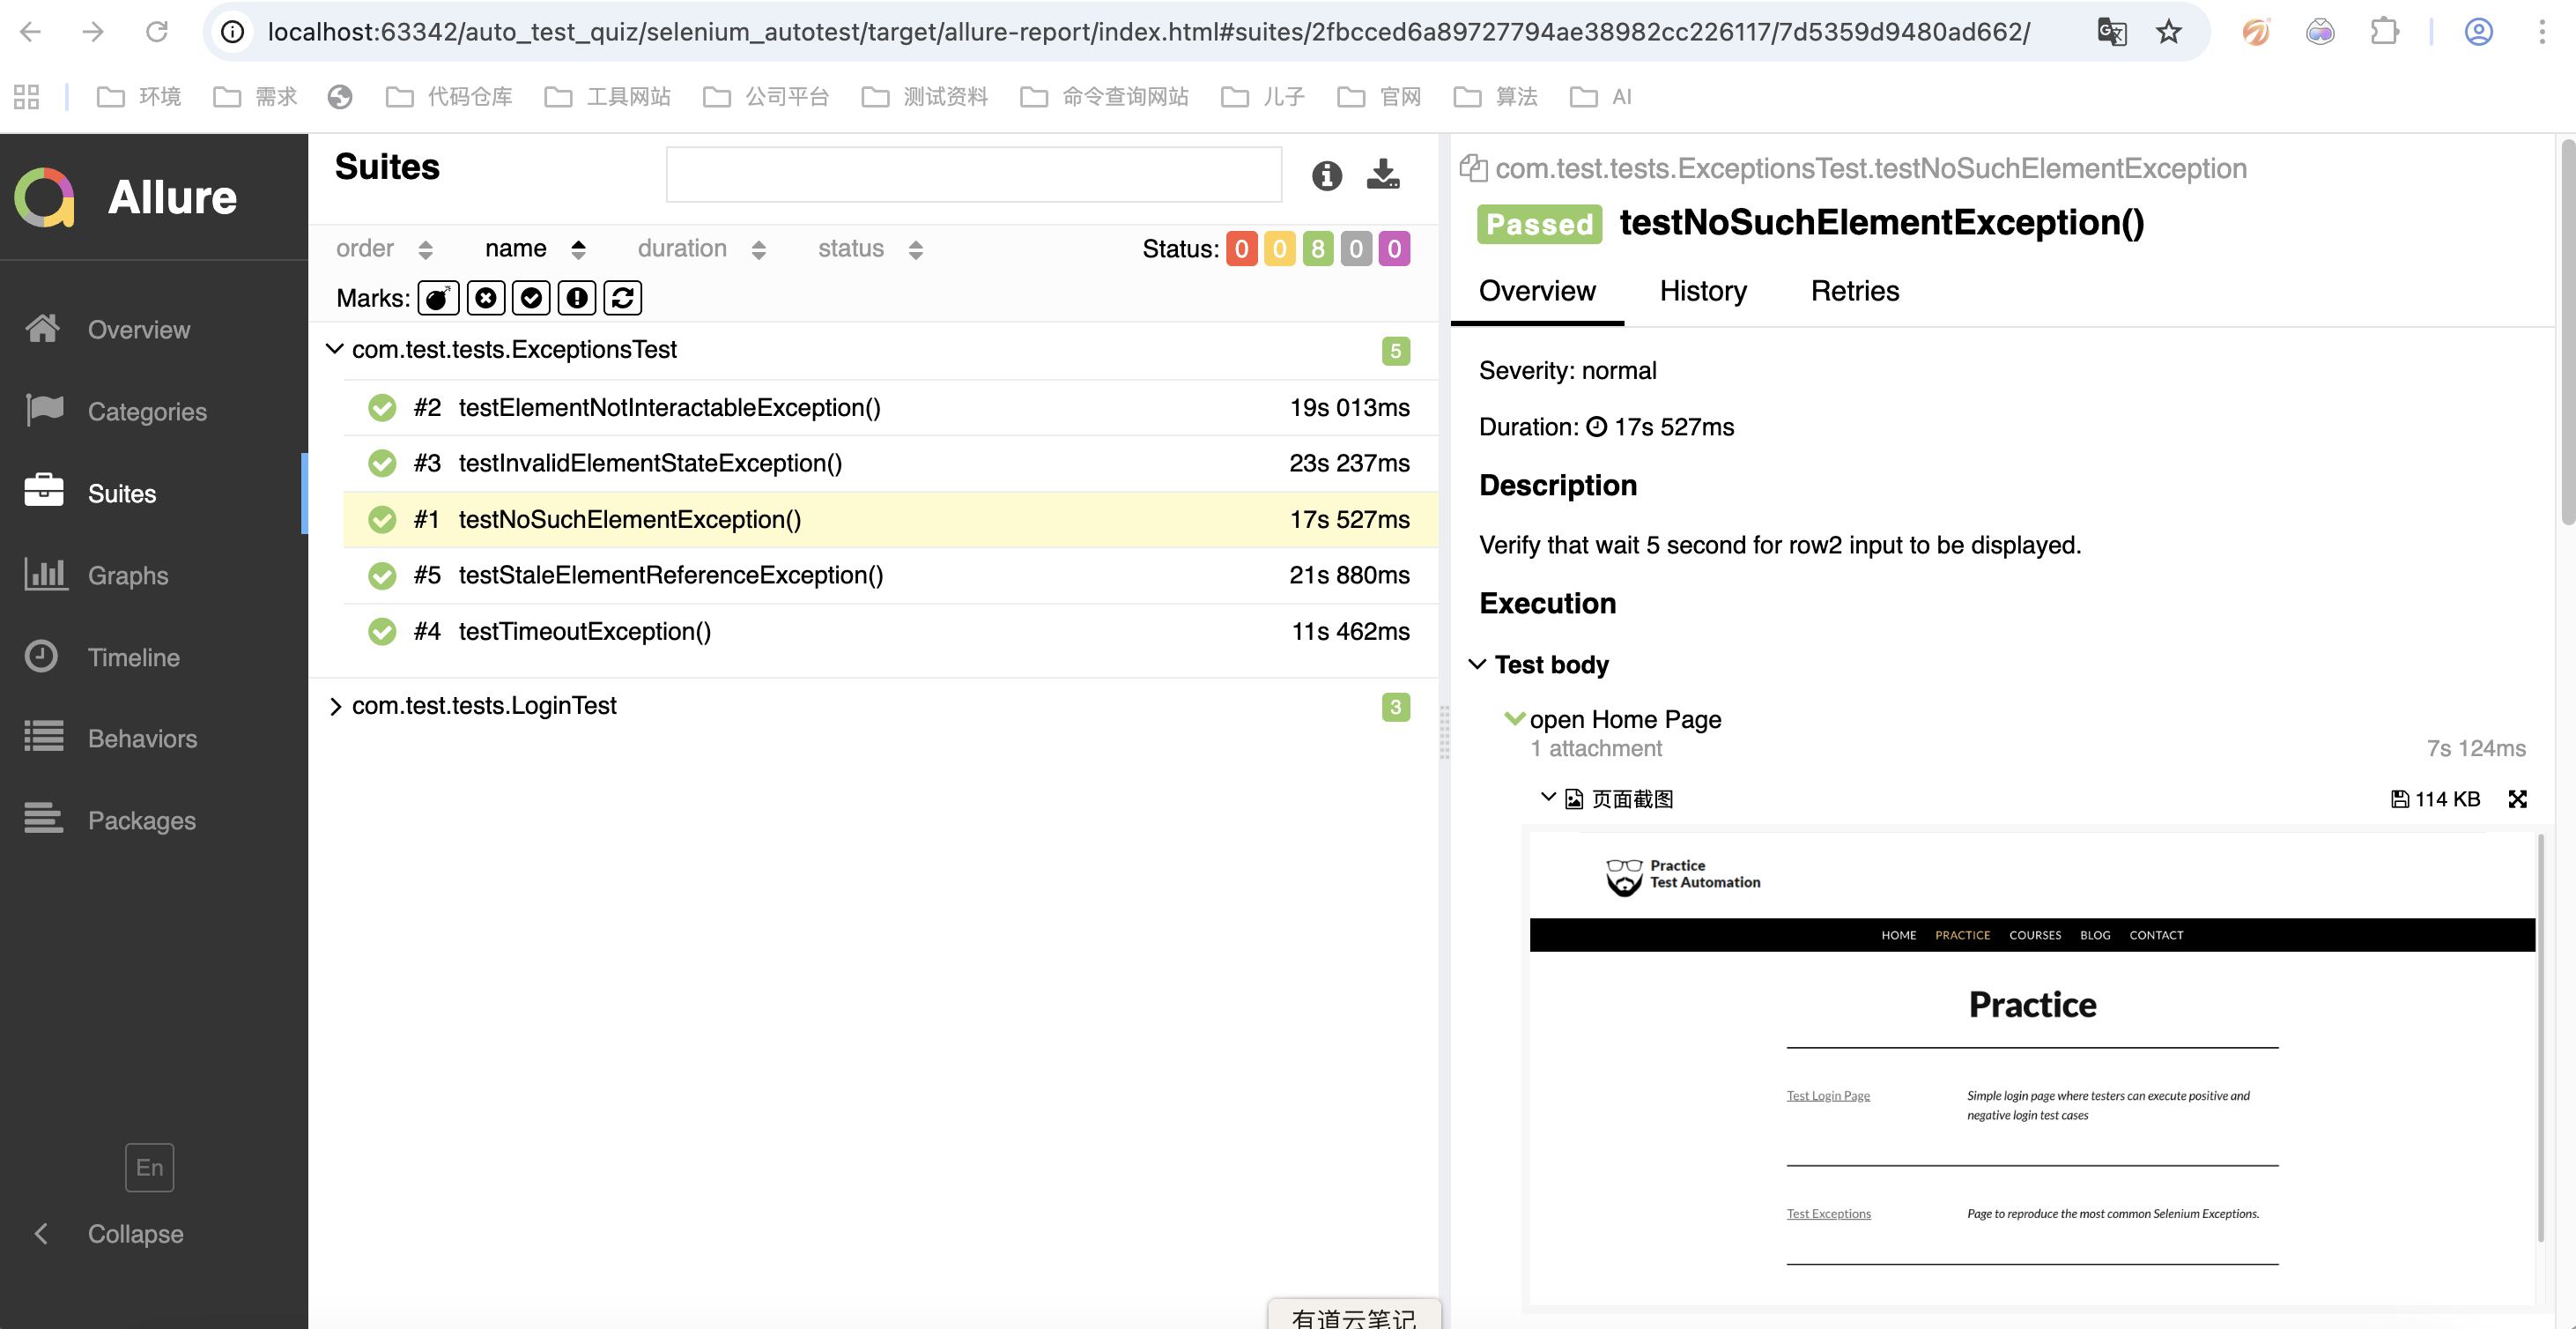 localhost:63342/auto_test_quiz/selenium_autotest/target/allure-report/index.html#suites/2fbcced6a89727794ae38982cc226117/7d5359d9480ad662/
环境 需求 代码仓库 工具网站 公司平台 测试资料 命令查询网站 儿子 官网 算法 AI
Allure
Overview
Categories
Suites
Graphs
Timeline
Behaviors
Packages
En
Collapse
Suites
order name duration status Status: 0 0 8 0 0
Marks:
com.test.tests.ExceptionsTest 5
#2 testElementNotInteractableException() 19s 013ms
#3 testInvalidElementStateException() 23s 237ms
#1 testNoSuchElementException() 17s 527ms
#5 testStaleElementReferenceException() 21s 880ms
#4 testTimeoutException() 11s 462ms
com.test.tests.LoginTest 3
有道云笔记
com.test.tests.ExceptionsTest.testNoSuchElementException
Passed testNoSuchElementException()
Overview History Retries
Severity: normal
Duration: 17s 527ms
Description
Verify that wait 5 second for row2 input to be displayed.
Execution
Test body
open Home Page
1 attachment 7s 124ms
页面截图 114 KB
Practice
Test Automation
HOME PRACTICE COURSES BLOG CONTACT
Practice
Test Login Page Simple login page where testers can execute positive and
negative login test cases
Test Exceptions Page to reproduce the most common Selenium Exceptions.